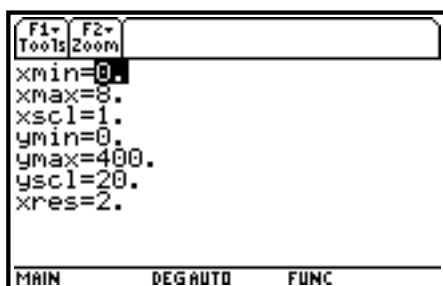 F1▾ F2▾
Tools Zoom
xmin=0.
xmax=8.
xscl=1.
ymin=0.
ymax=400.
yscl=20.
xres=2.
MAIN DEG AUTO FUNC